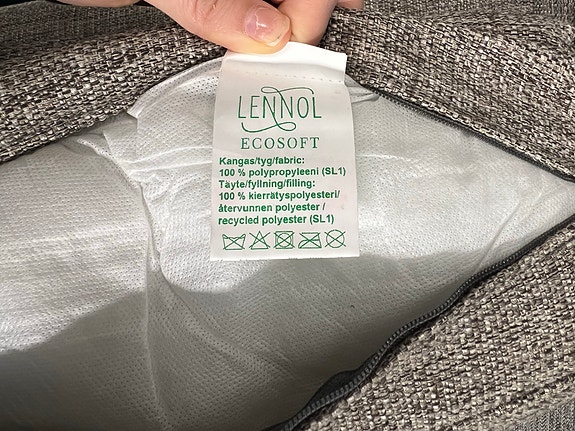 LENNOL
ECOSOFT
Kangas/tyg/fabric:
100 % polypropyleeni (SL1)
Täyte/fyllning/filling:
100 % kierrätyspolyesteri/
återvunnen polyester /
recycled polyester (SL1)